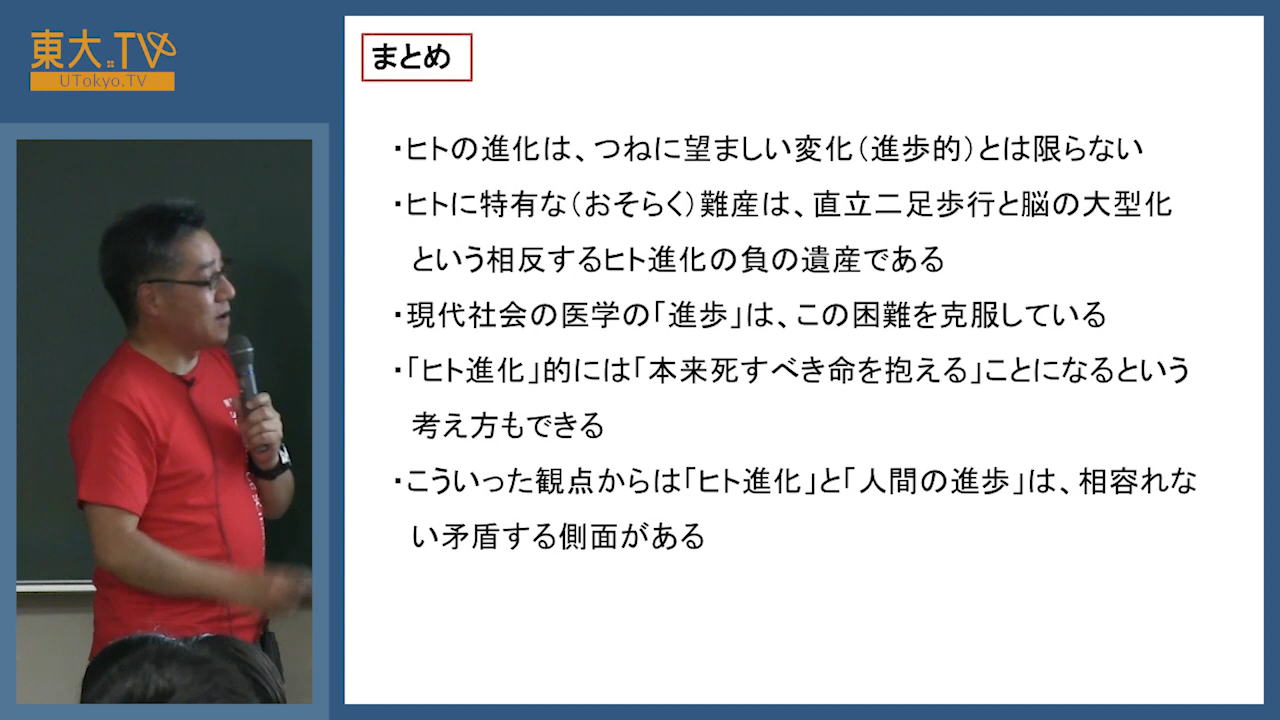 東大TV
UTokyo.TV
まとめ
・ヒトの進化は、つねに望ましい変化（進歩的）とは限らない
・ヒトに特有な（おそらく）難産は、直立二足歩行と脳の大型化
という相反するヒト進化の負の遺産である
・現代社会の医学の「進歩」は、この困難を克服している
・「ヒト進化」的には「本来死すべき命を抱える」ことになるという
考え方もできる
・こういった観点からは「ヒト進化」と「人間の進歩」は、相容れな
い矛盾する側面がある